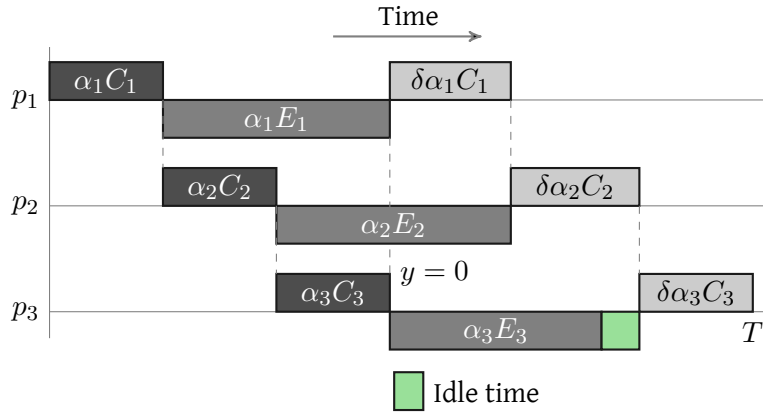 Time
α₁C₁ δα₁C₁
p₁
α₁E₁
α₂C₂ δα₂C₂
p₂
α₂E₂
y = 0
α₃C₃ δα₃C₃
p₃
α₃E₃ T
Idle time